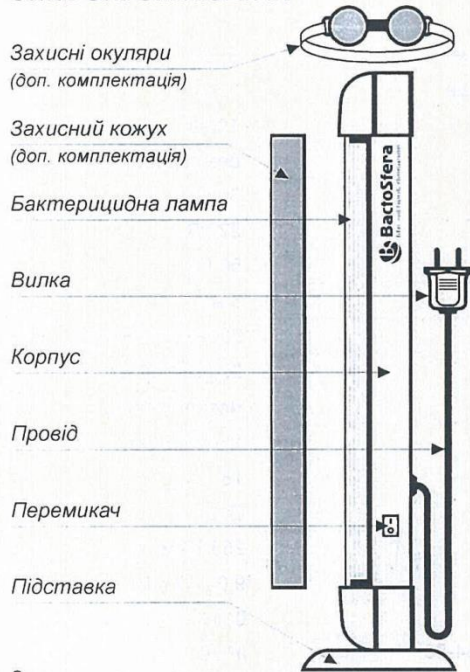 Захисні окуляри
(доп. комплектація)
Захисний кожух
(доп. комплектація)
Бактерицидна лампа
BactoSfera
Вилка
Корпус
Провід
Перемикач
Підставка